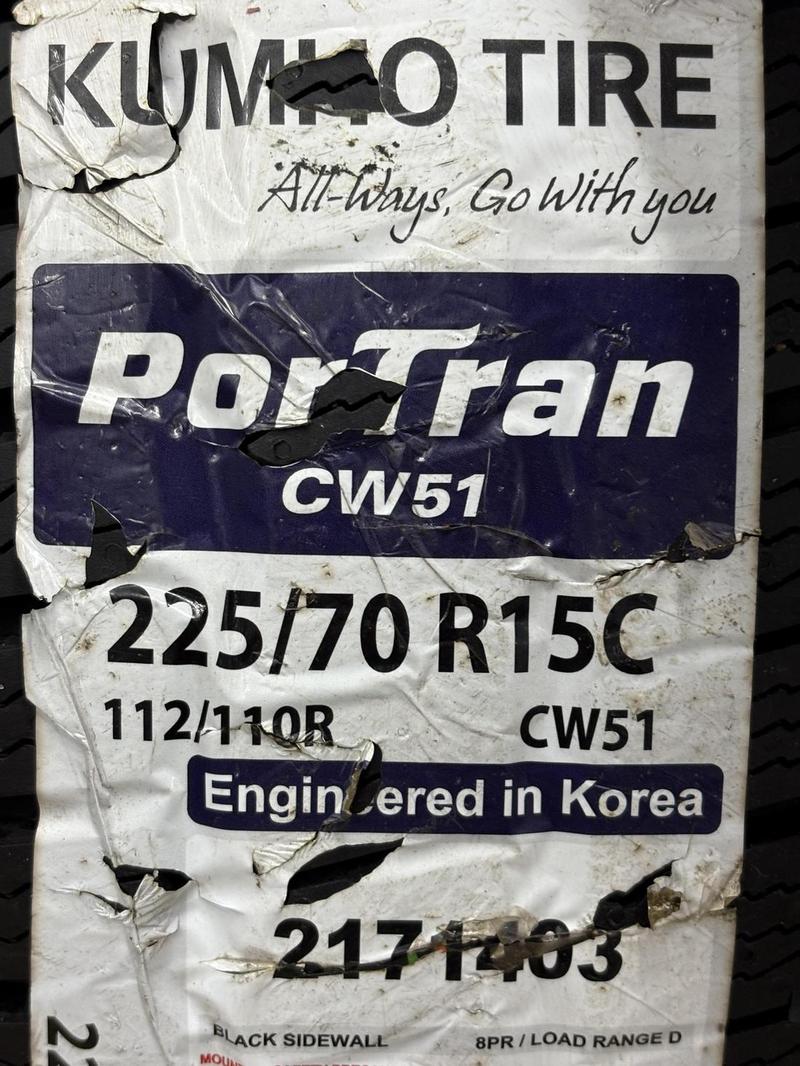 KUMHO TIRE
All-Ways, Go With you
PorTran
CW51
225/70 R15C
112/110R CW51
Engineered in Korea
2171403
BLACK SIDEWALL 8PR / LOAD RANGE D
22